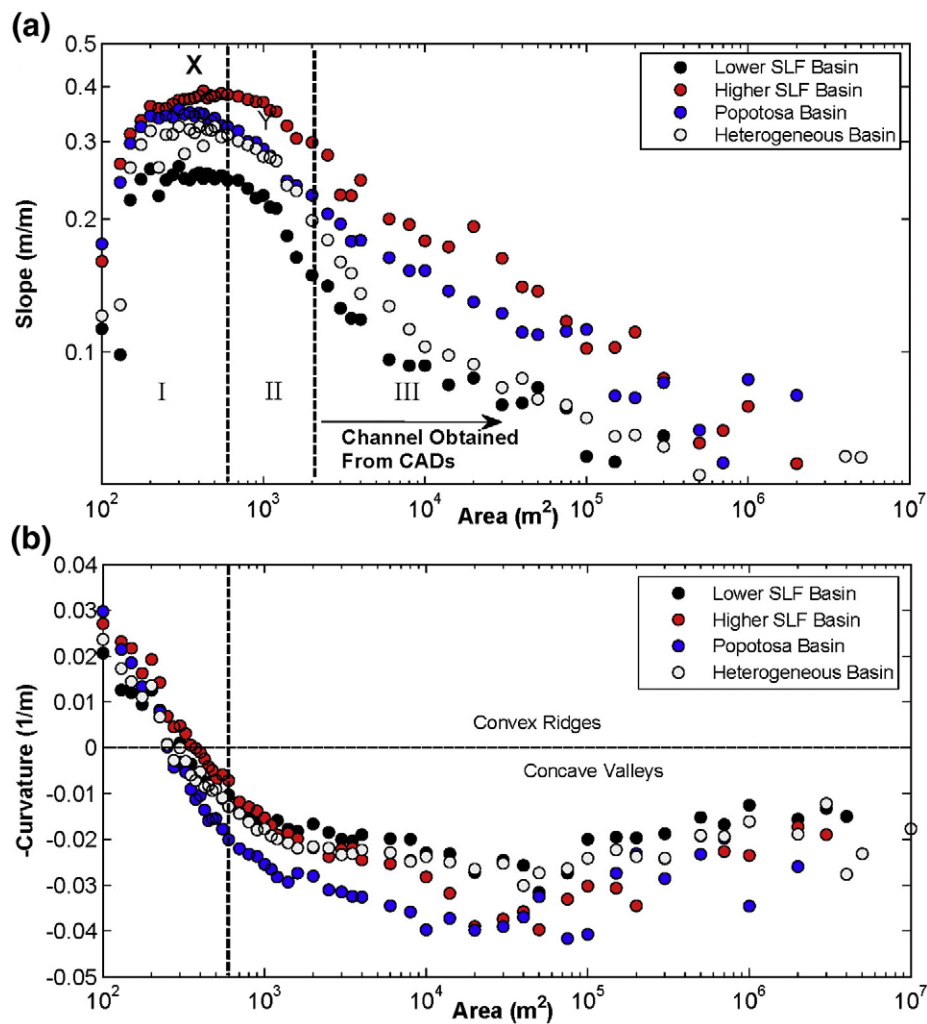 (a)
0.5
0.4
0.3
0.2
0.1
Slope (m/m)
X
Y
Lower SLF Basin
Higher SLF Basin
Popotosa Basin
Heterogeneous Basin
I
II
III
Channel Obtained
From CADs
10²
10³
10⁴
10⁵
10⁶
10⁷
Area (m²)
(b)
0.04
0.03
0.02
0.01
0
-0.01
-0.02
-0.03
-0.04
-0.05
-Curvature (1/m)
Lower SLF Basin
Higher SLF Basin
Popotosa Basin
Heterogeneous Basin
Convex Ridges
Concave Valleys
10²
10³
10⁴
10⁵
10⁶
10⁷
Area (m²)